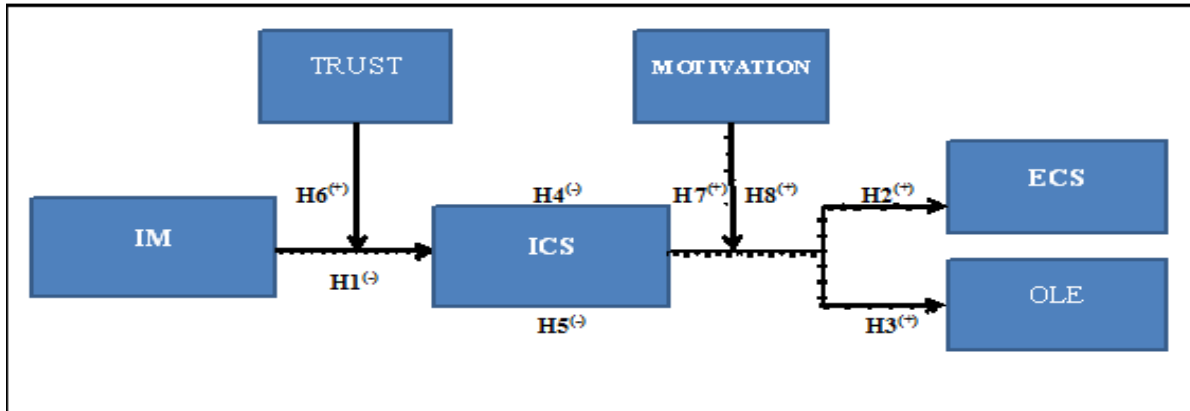 TRUST
MOTIVATION
H6(+)
H4(-)
H7(+) H8(+)
H2(+)
ECS
IM
ICS
H1(-)
OLE
H5(-)
H3(+)